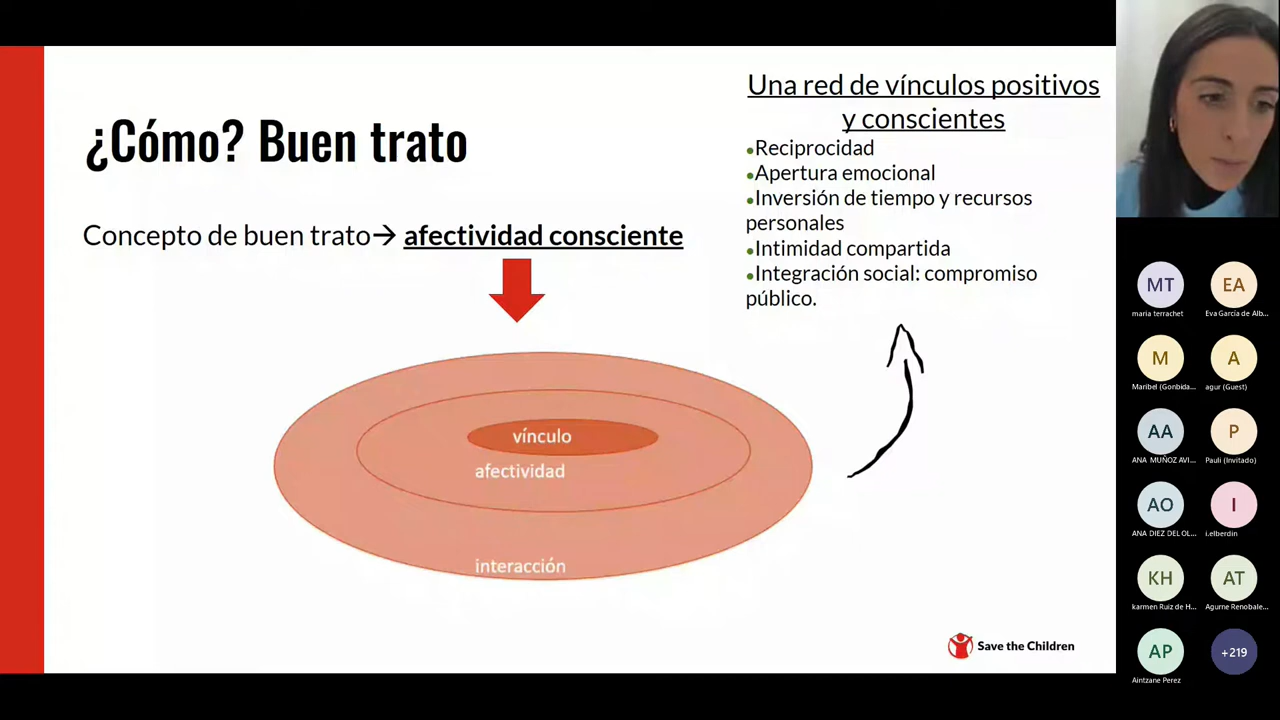 ¿Cómo? Buen trato
Concepto de buen trato→ afectividad consciente
vínculo
afectividad
interacción
Una red de vínculos positivos
y conscientes
•Reciprocidad
•Apertura emocional
•Inversión de tiempo y recursos
personales
•Intimidad compartida
•Integración social: compromiso
público.
Save the Children
MT
maria terrachet
EA
Eva García de Alb...
M
Maribel (Gonbida...
A
agur (Guest)
AA
ANA MUÑOZ AVI...
P
Pauli (Invitado)
AO
ANA DIEZ DEL OL...
I
i.elberdin
KH
karmen Ruiz de H...
AT
Agurne Renobale...
AP
Aintzane Perez
+219